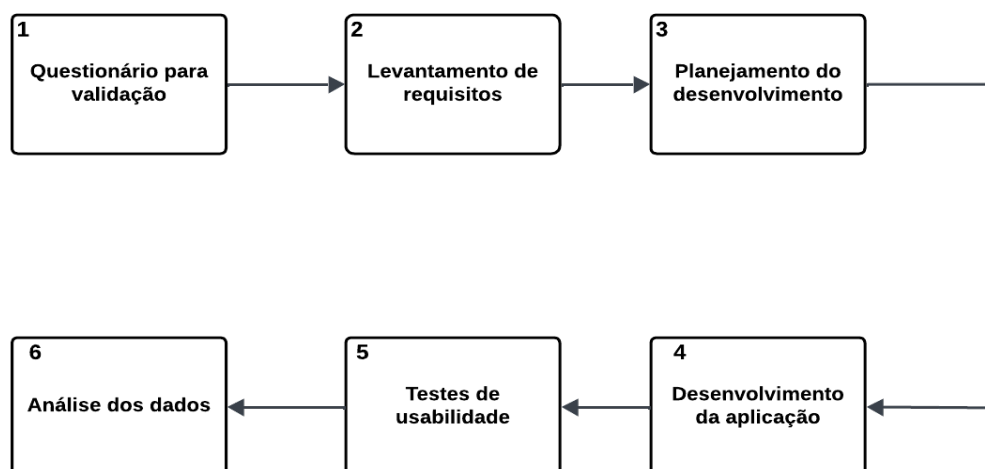 1
Questionário para
validação
2
Levantamento de
requisitos
3
Planejamento do
desenvolvimento
4
Desenvolvimento
da aplicação
5
Testes de
usabilidade
6
Análise dos dados